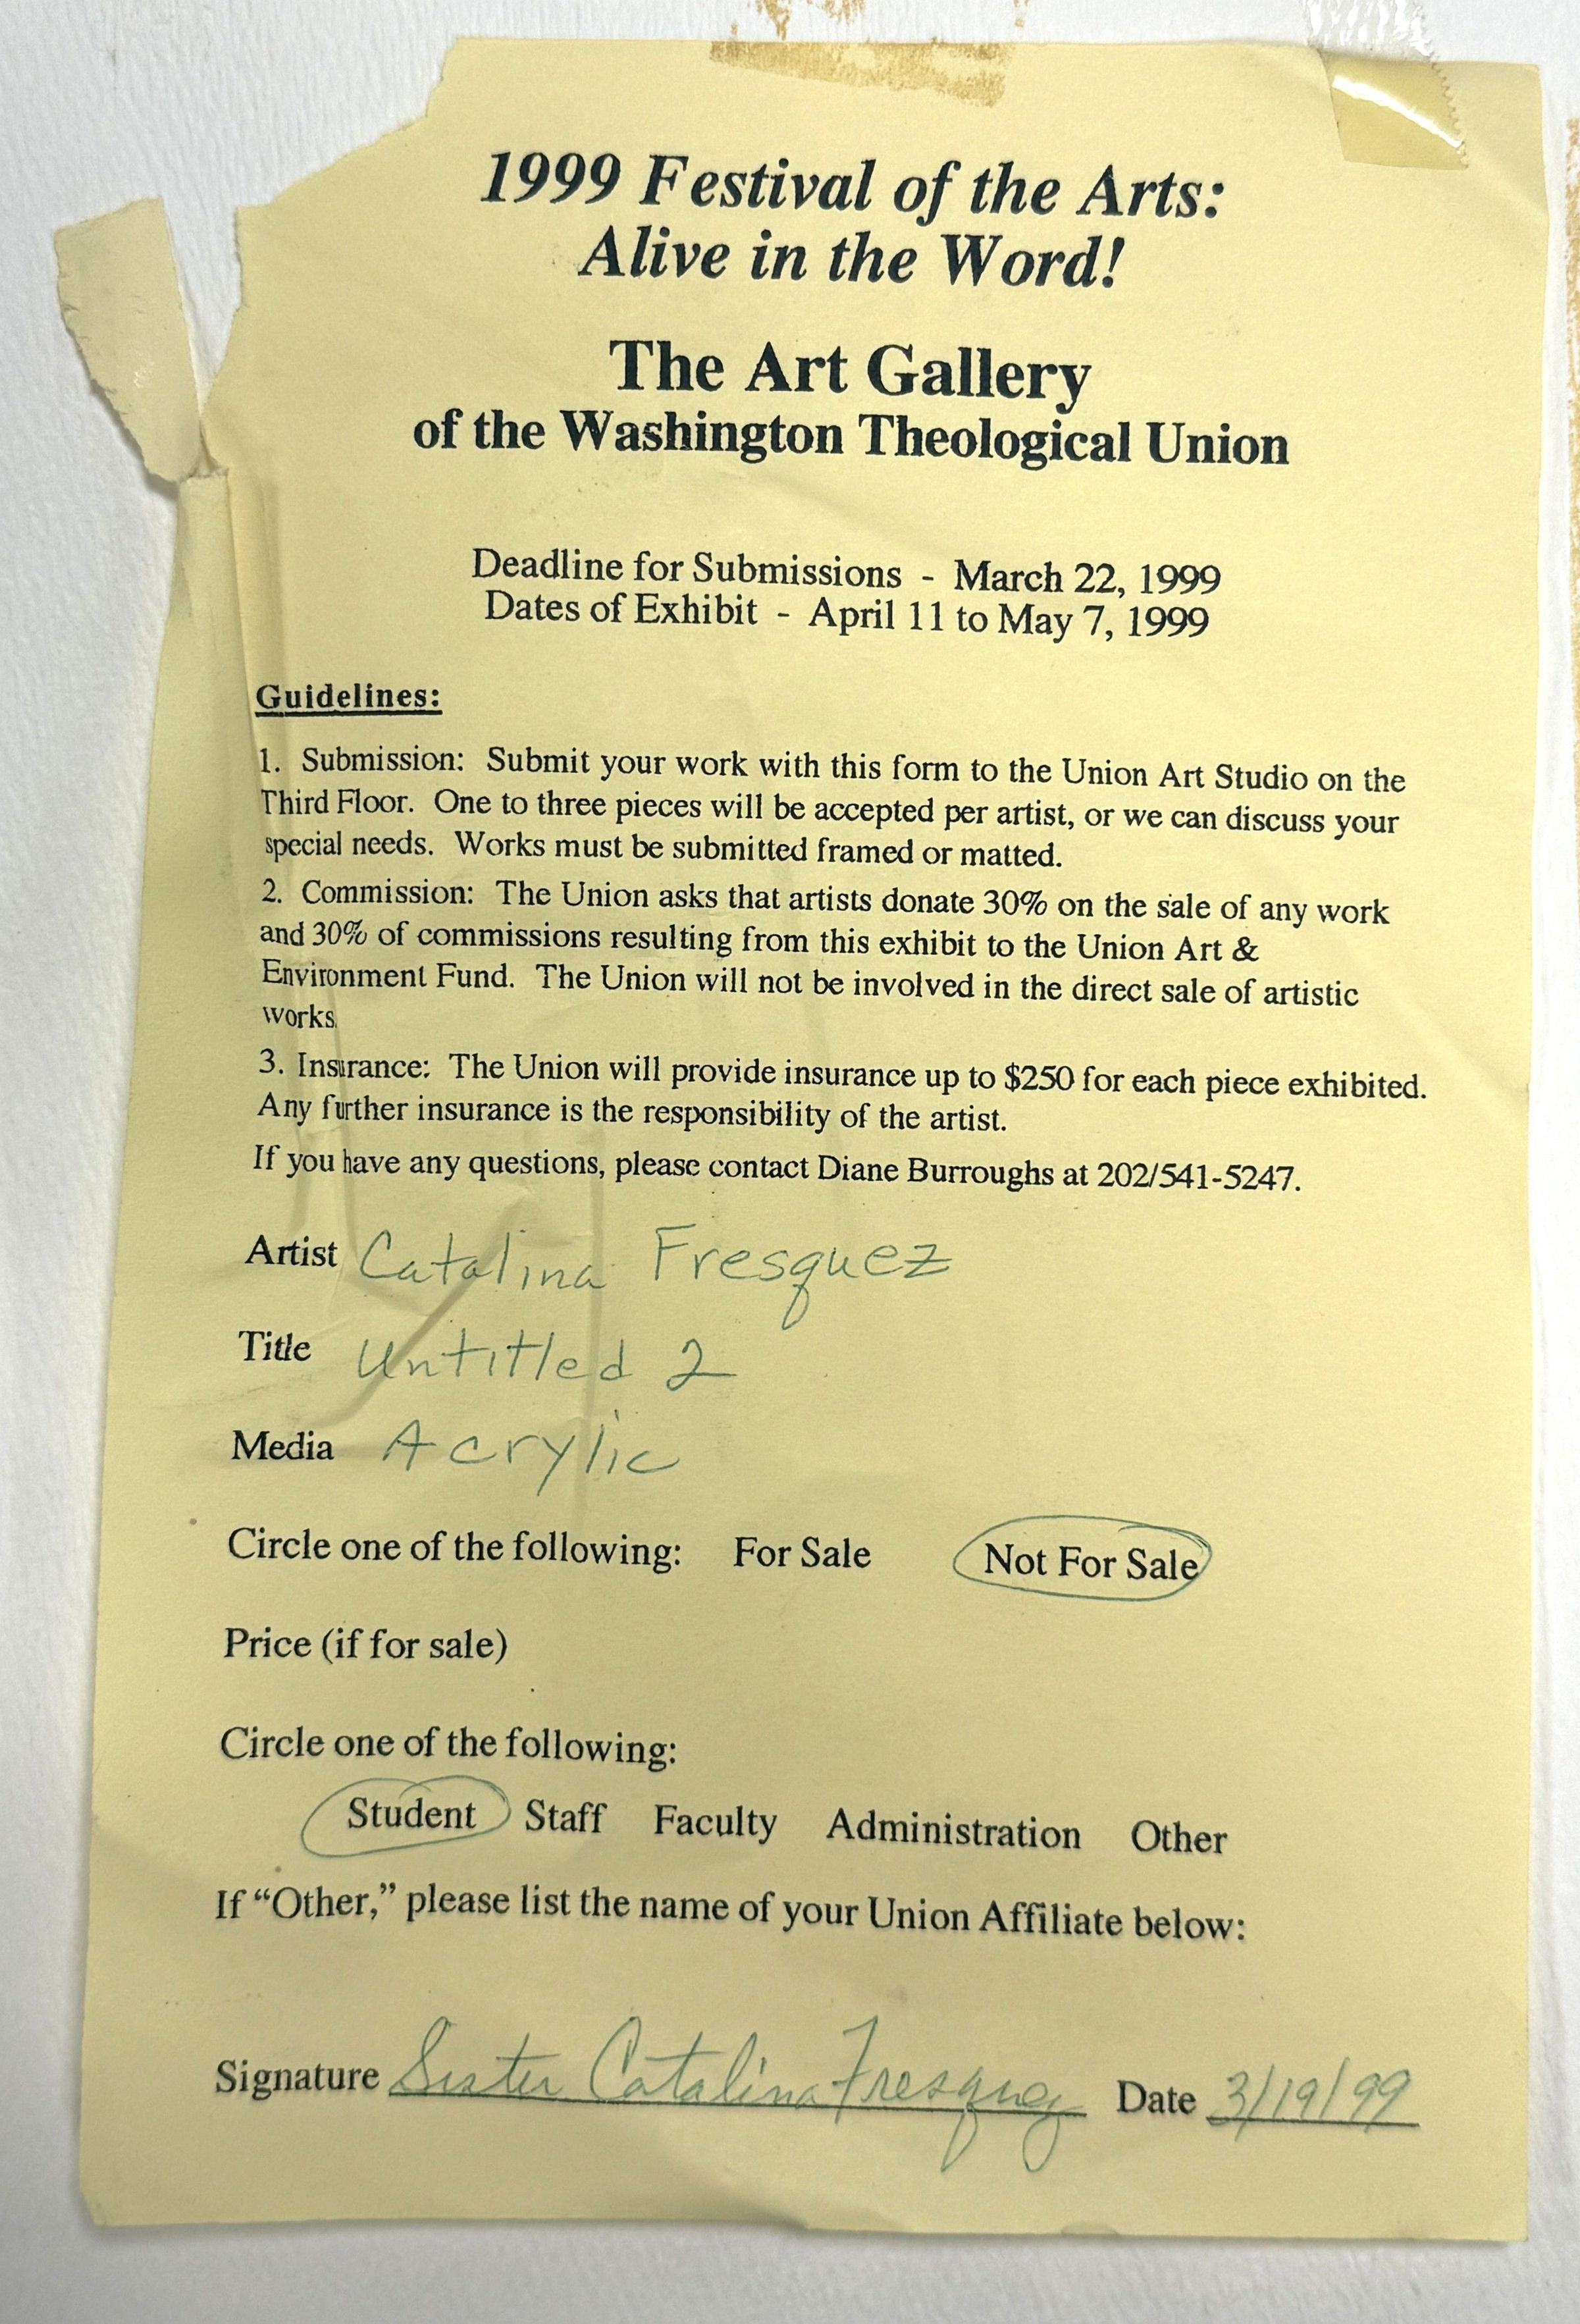 1999 Festival of the Arts:
Alive in the Word!
The Art Gallery
of the Washington Theological Union
Deadline for Submissions - March 22, 1999
Dates of Exhibit - April 11 to May 7, 1999
Guidelines:
1. Submission: Submit your work with this form to the Union Art Studio on the
Third Floor. One to three pieces will be accepted per artist, or we can discuss your
special needs. Works must be submitted framed or matted.
2. Commission: The Union asks that artists donate 30% on the sale of any work
and 30% of commissions resulting from this exhibit to the Union Art &
Environment Fund. The Union will not be involved in the direct sale of artistic
works.
3. Insurance: The Union will provide insurance up to $250 for each piece exhibited.
Any further insurance is the responsibility of the artist.
If you have any questions, please contact Diane Burroughs at 202/541-5247.
Artist Catalina Fresquez
Title Untitled 2
Media Acrylic
Circle one of the following: For Sale Not For Sale
Price (if for sale)
Circle one of the following:
Student Staff Faculty Administration Other
If “Other,” please list the name of your Union Affiliate below:
Signature Sister Catalina Fresquez Date 3/19/99